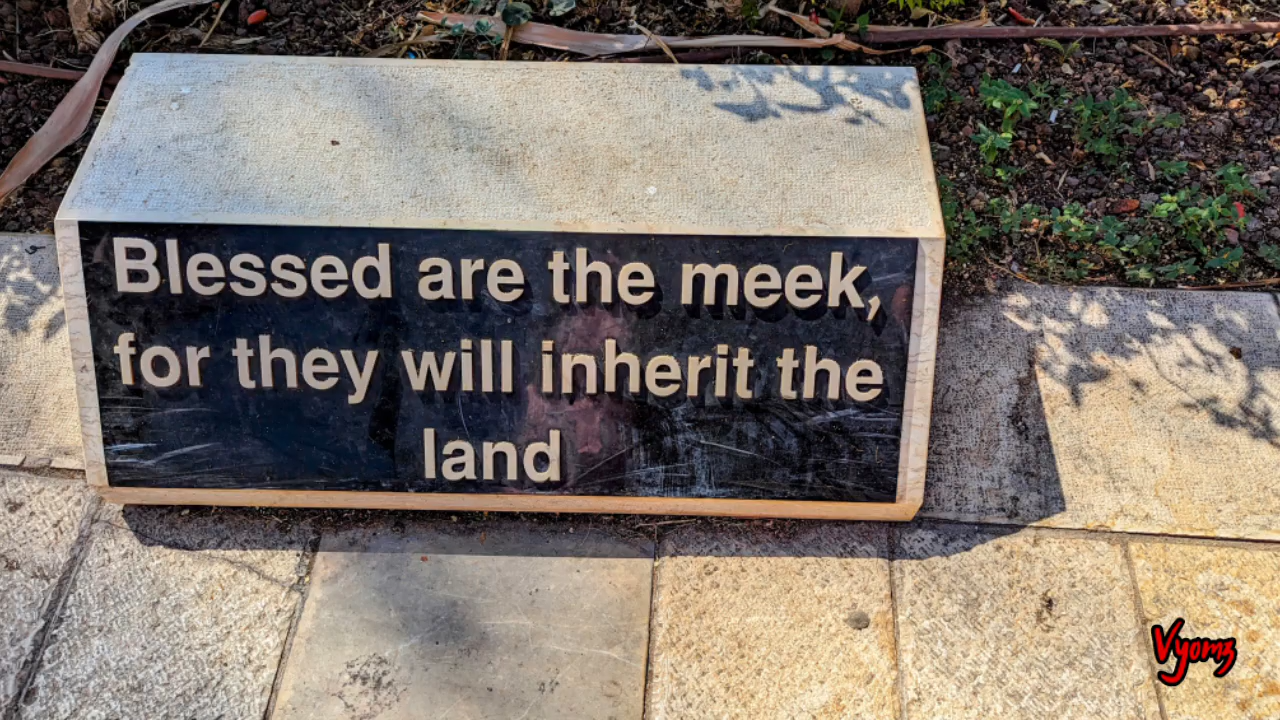 Blessed are the meek,
for they will inherit the
land
Vyomz